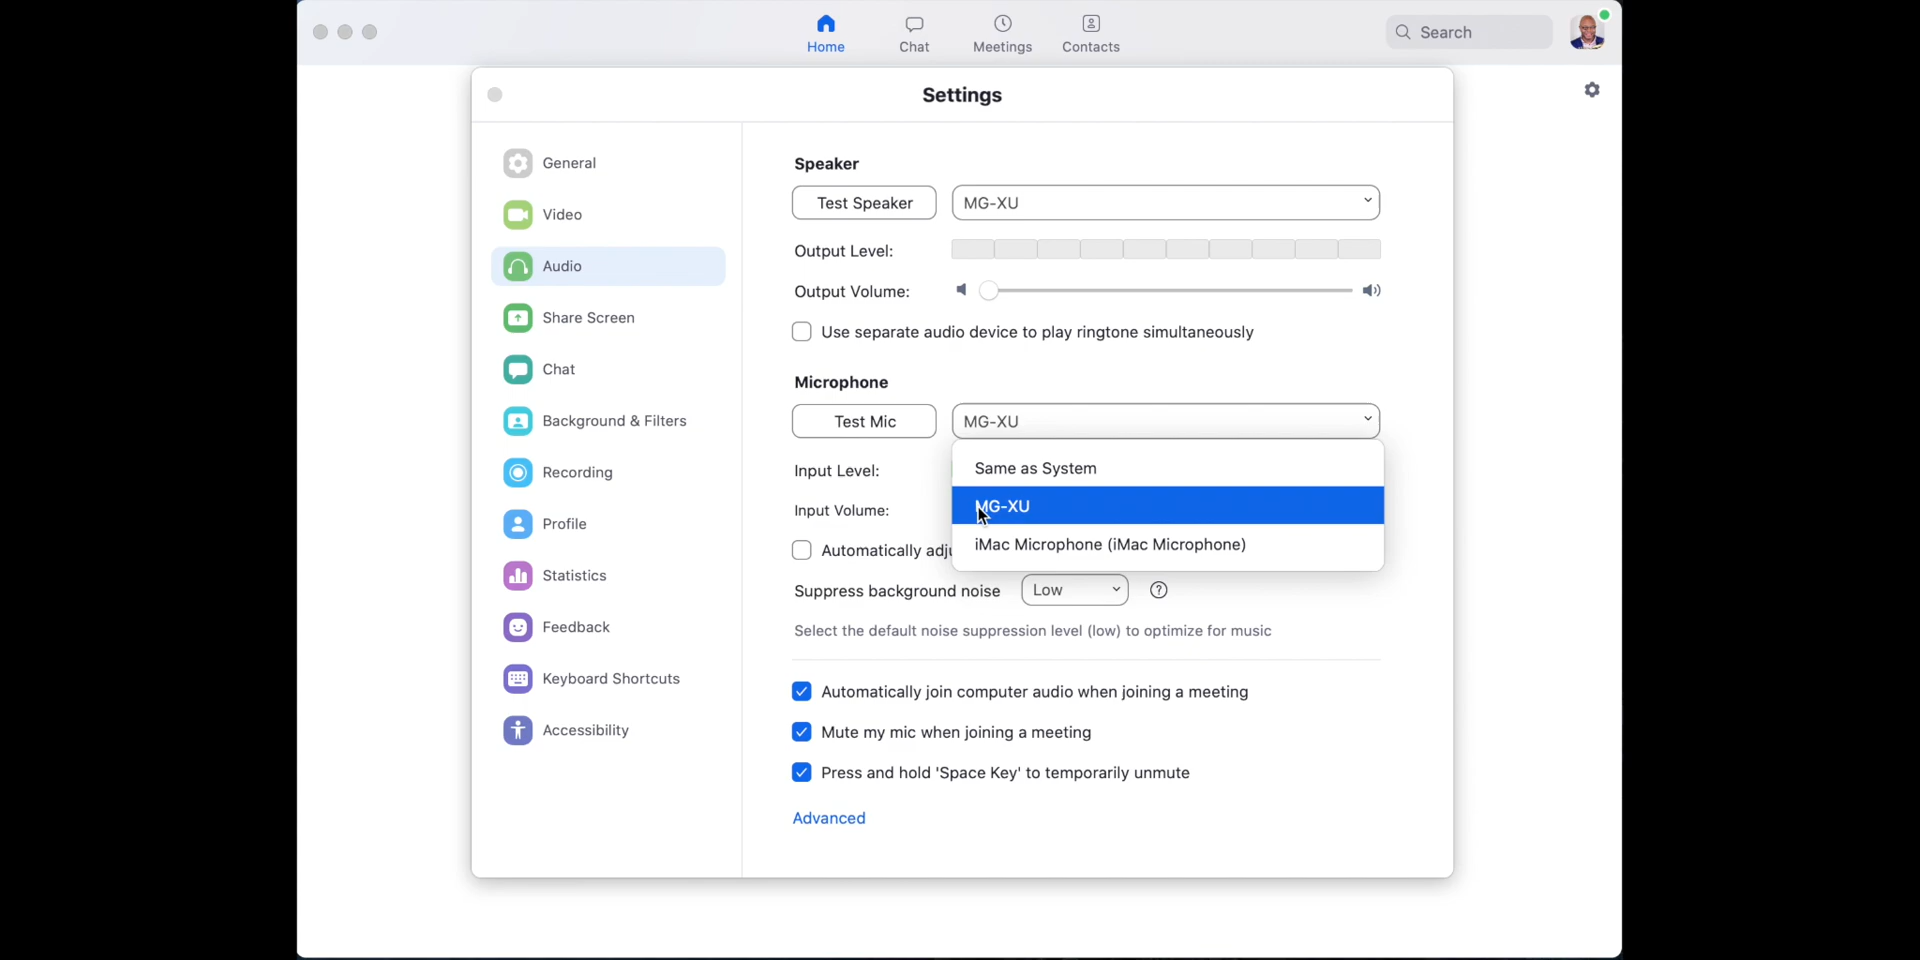 Home
Chat
Meetings
Contacts
Search
Settings
General
Video
Audio
Share Screen
Chat
Background & Filters
Recording
Profile
Statistics
Feedback
Keyboard Shortcuts
Accessibility
Speaker
Test Speaker
MG-XU
Output Level:
Output Volume:
Use separate audio device to play ringtone simultaneously
Microphone
Test Mic
MG-XU
Same as System
MG-XU
iMac Microphone (iMac Microphone)
Input Level:
Input Volume:
Automatically adju
Suppress background noise
Low
?
Select the default noise suppression level (low) to optimize for music
Automatically join computer audio when joining a meeting
Mute my mic when joining a meeting
Press and hold 'Space Key' to temporarily unmute
Advanced